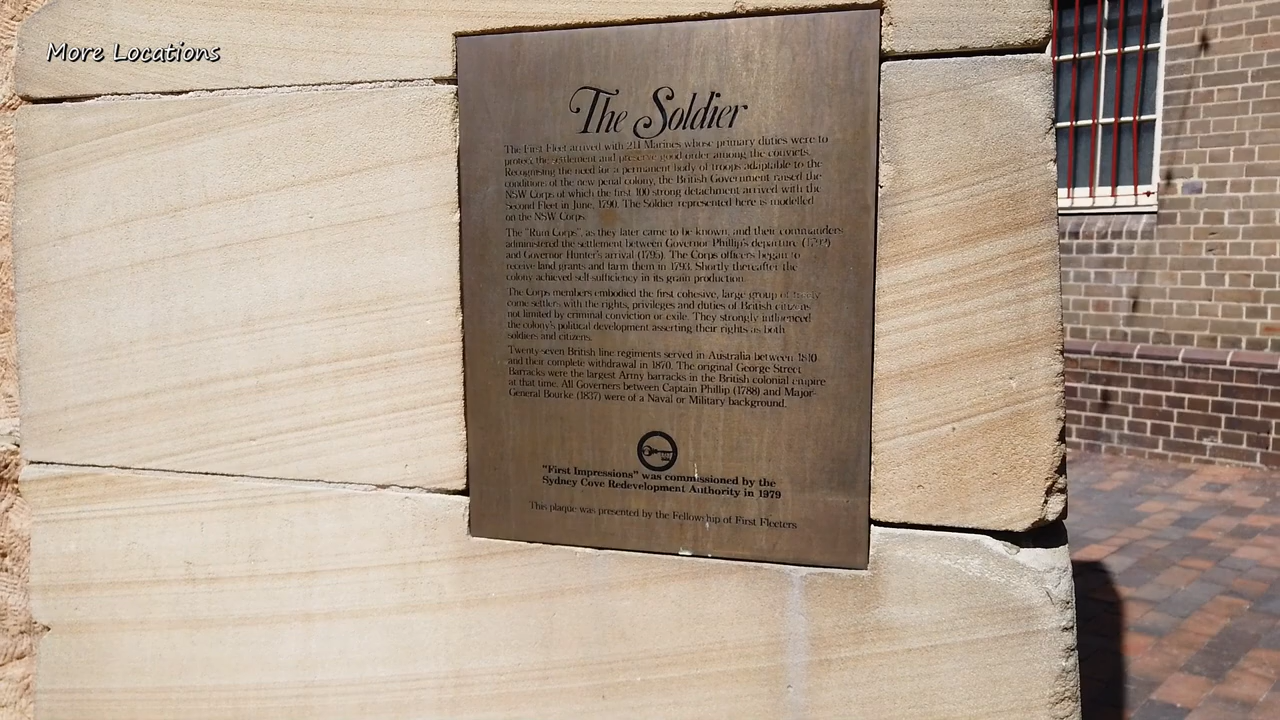 More Locations
The Soldier
The First Fleet arrived with 211 Marines whose primary duties were to
protect the settlement and preserve good order among the convicts.
Recognising the need for a permanent body of troops adaptable to the
conditions of the new penal colony, the British Government raised the
NSW Corps of which the first 100 strong detachment arrived with the
Second Fleet in June, 1790. The Soldier represented here is modelled
on the NSW Corps.
The "Rum Corps", as they later came to be known, and their commanders
administered the settlement between Governor Phillip's departure (1792)
and Governor Hunter's arrival (1795). The Corps officers began to
receive land grants and farm them in 1793. Shortly thereafter the
colony achieved self-sufficiency in its grain production.
The Corps members embodied the first cohesive, large group of freely
come settlers with the rights, privileges and duties of British citizens
not limited by criminal conviction or exile. They strongly influenced
the colony's political development asserting their rights as both
soldiers and citizens.
Twenty-seven British line regiments served in Australia between 1810
and their complete withdrawal in 1870. The original George Street
Barracks were the largest Army barracks in the British colonial empire
at that time. All Governers between Captain Phillip (1788) and Major-
General Bourke (1837) were of a Naval or Military background.
"First Impressions" was commissioned by the
Sydney Cove Redevelopment Authority in 1979
This plaque was presented by the Fellowship of First Fleeters